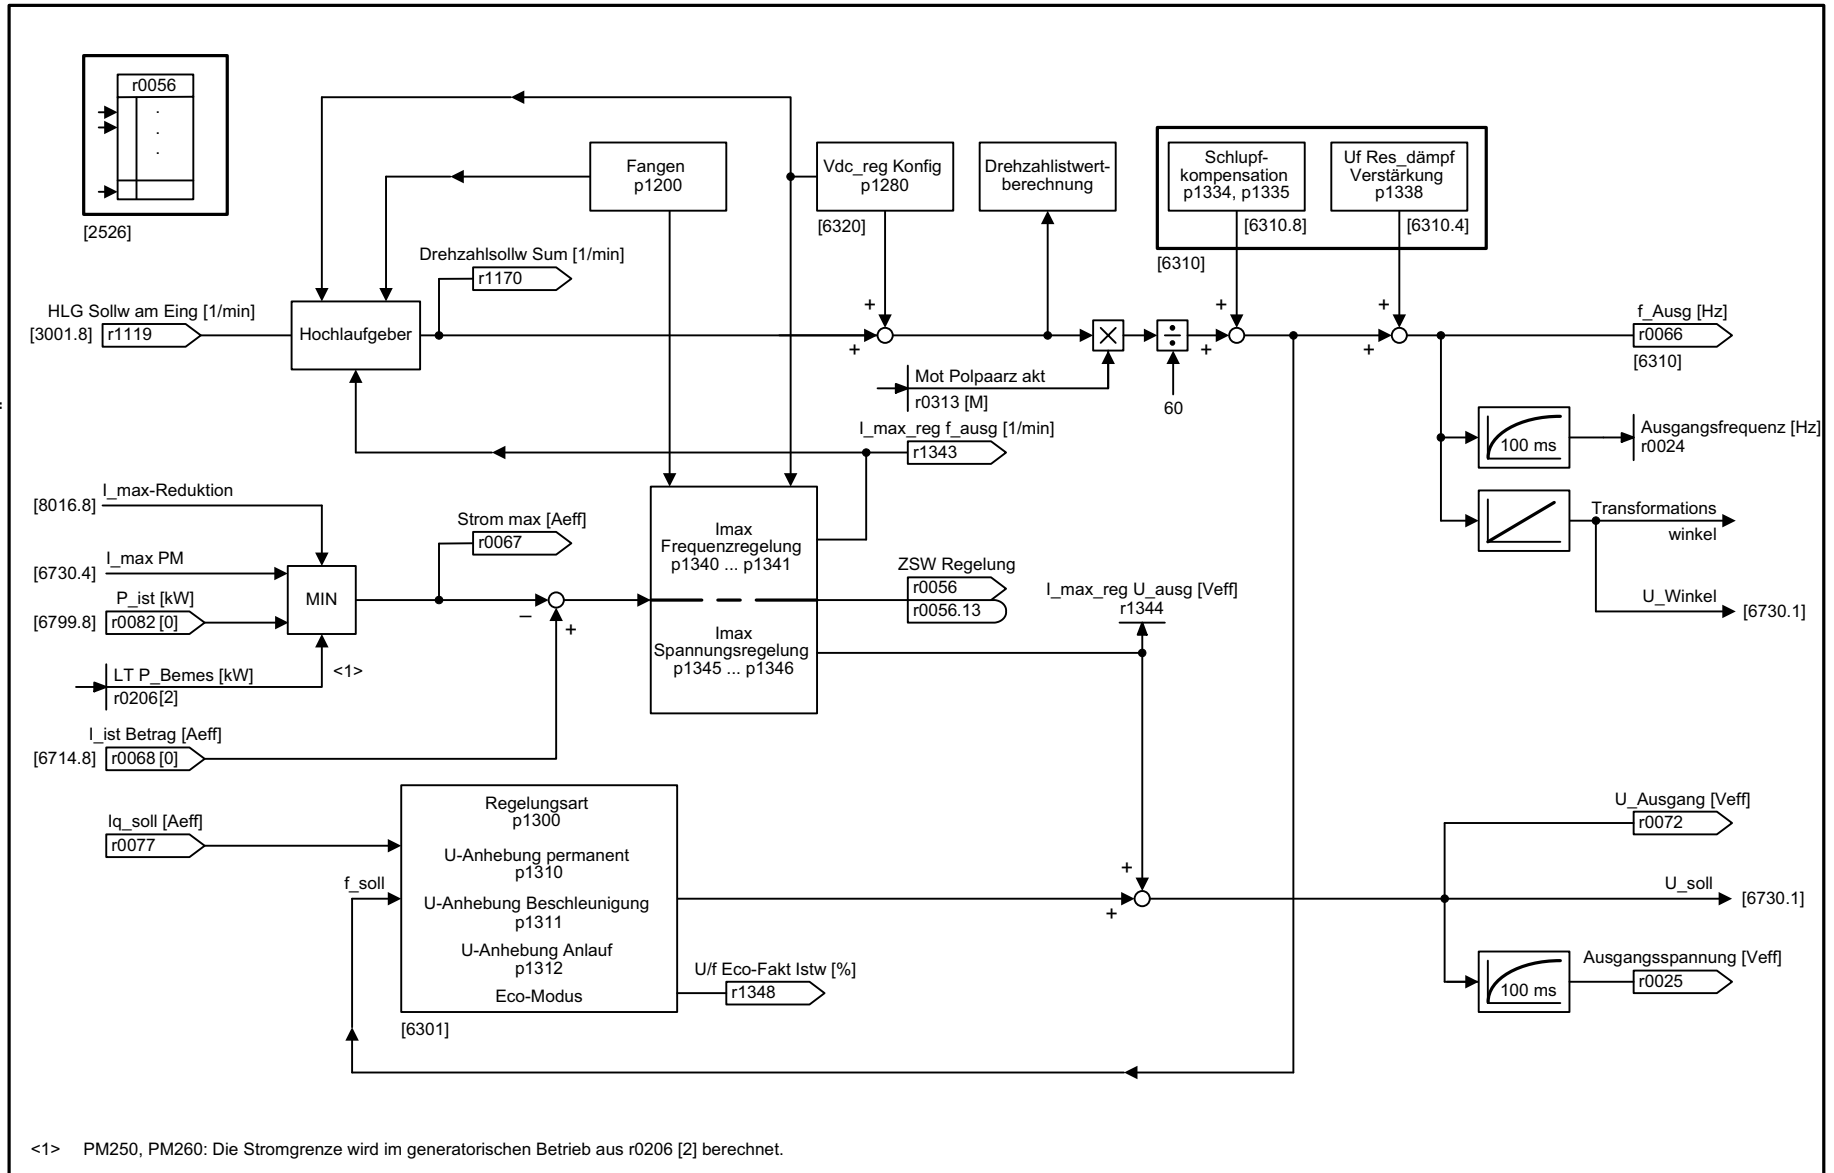 r0056
[2526]
Fangen
p1200
Vdc_reg Konfig
p1280
[6320]
Drehzahlistwert-
berechnung
Schlupf-
kompensation
p1334, p1335
[6310.8]
Uf Res_dämpf
Verstärkung
p1338
[6310.4]
[6310]
Drehzahlsollw Sum [1/min]
r1170
HLG Sollw am Eing [1/min]
[3001.8]
r1119
Hochlaufgeber
+
+
+
+
+
+
f_Ausg [Hz]
r0066
[6310]
Mot Polpaarz akt
r0313 [M]
60
I_max_reg f_ausg [1/min]
r1343
100 ms
Ausgangsfrequenz [Hz]
r0024
I_max-Reduktion
[8016.8]
I_max PM
[6730.4]
P_ist [kW]
[6799.8]
r0082 [0]
MIN
LT P_Bemes [kW]
r0206[2]
<1>
Strom max [Aeff]
r0067
–
+
Imax
Frequenzregelung
p1340 ... p1341
Imax
Spannungsregelung
p1345 ... p1346
ZSW Regelung
r0056
r0056.13
I_max_reg U_ausg [Veff]
r1344
Transformations
winkel
U_Winkel
[6730.1]
I_ist Betrag [Aeff]
[6714.8]
r0068 [0]
Iq_soll [Aeff]
r0077
f_soll
Regelungsart
p1300
U-Anhebung permanent
p1310
U-Anhebung Beschleunigung
p1311
U-Anhebung Anlauf
p1312
Eco-Modus
[6301]
U/f Eco-Fakt Istw [%]
r1348
+
+
U_Ausgang [Veff]
r0072
U_soll
[6730.1]
100 ms
Ausgangsspannung [Veff]
r0025
<1> PM250, PM260: Die Stromgrenze wird im generatorischen Betrieb aus r0206 [2] berechnet.